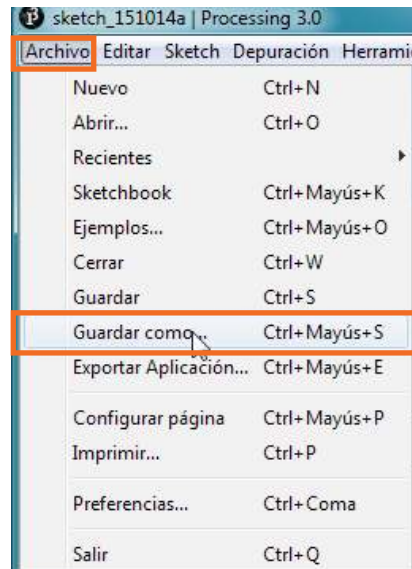 sketch_151014a | Processing 3.0
Archivo Editar Sketch Depuración Herrami
Nuevo Ctrl+N
Abrir... Ctrl+O
Recientes
Sketchbook Ctrl+Mayús+K
Ejemplos... Ctrl+Mayús+O
Cerrar Ctrl+W
Guardar Ctrl+S
Guardar como... Ctrl+Mayús+S
Exportar Aplicación... Ctrl+Mayús+E
Configurar página Ctrl+Mayús+P
Imprimir... Ctrl+P
Preferencias... Ctrl+Coma
Salir Ctrl+Q